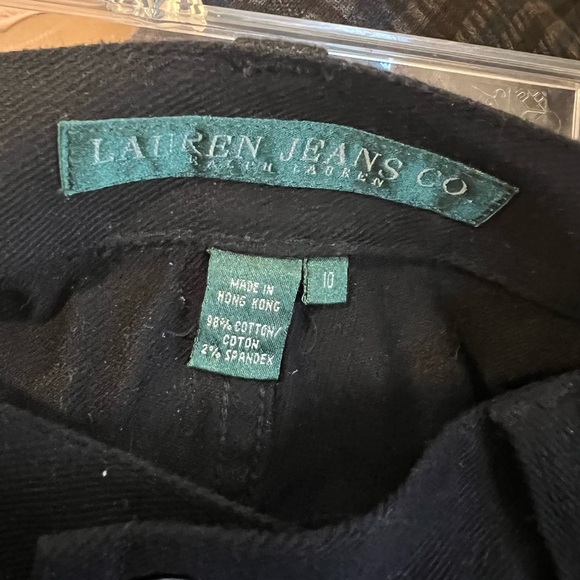 LAUREN JEANS CO.
RALPH LAUREN
MADE IN
HONG KONG
98% COTTON/
COTON
2% SPANDEX
10